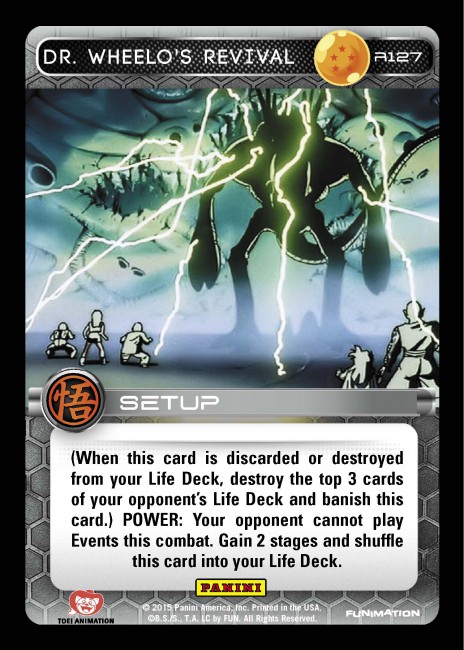 DR. WHEELO'S REVIVAL
R127
悟
SETUP
(When this card is discarded or destroyed
from your Life Deck, destroy the top 3 cards
of your opponent's Life Deck and banish this
card.) POWER: Your opponent cannot play
Events this combat. Gain 2 stages and shuffle
this card into your Life Deck.
PANINI
© 2015 Panini America, Inc. Printed in the USA.
©B.S./S., T.A. LC by FUN. All Rights Reserved.
TOEI ANIMATION
FUNIMATION